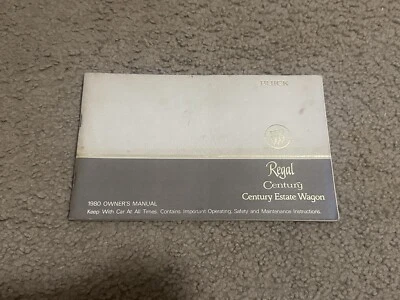 BUICK
Regal
Century
Century Estate Wagon
1980 OWNER'S MANUAL
Keep With Car At All Times. Contains Important Operating, Safety and Maintenance Instructions.